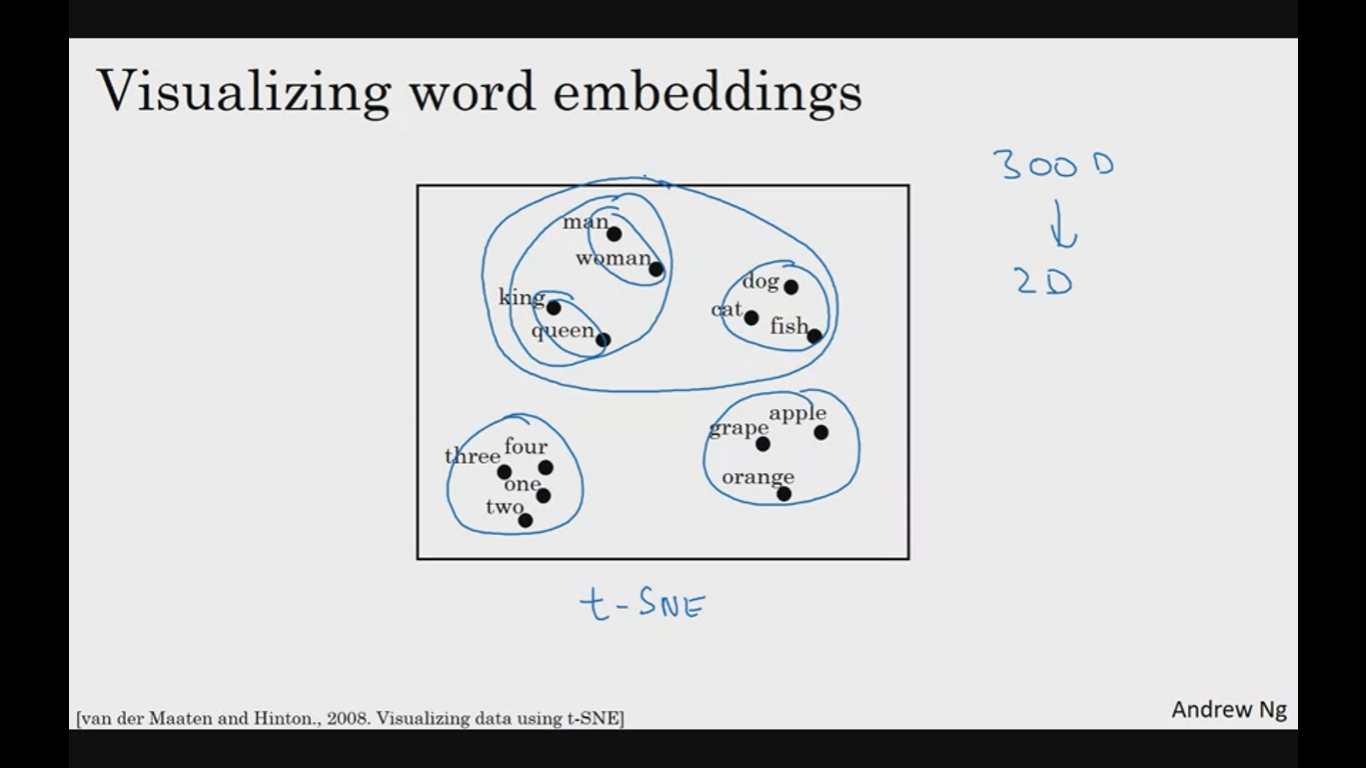 Visualizing word embeddings
300 D
2D
man
woman
king
queen
dog
cat
fish
three
four
one
two
grape
apple
orange
t-SNE
[van der Maaten and Hinton., 2008. Visualizing data using t-SNE]
Andrew Ng